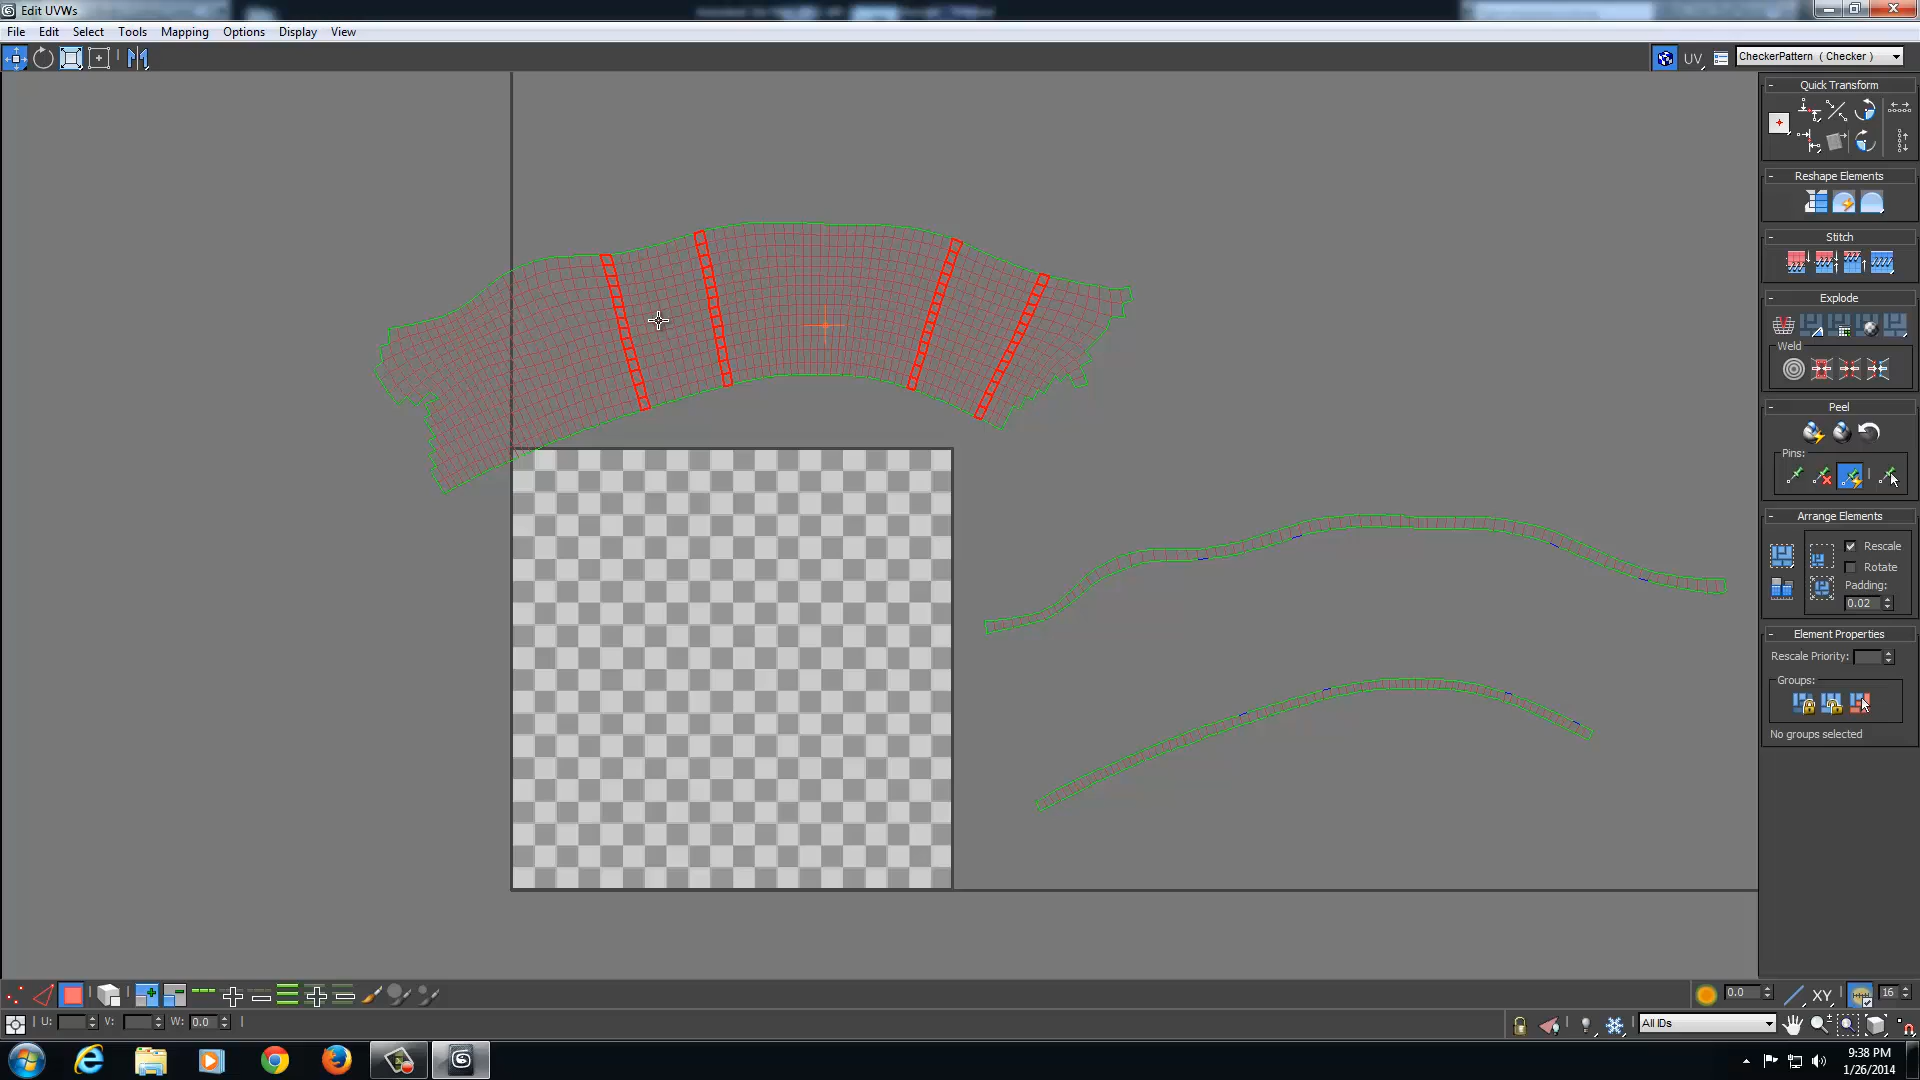 Edit UVWs
File Edit Select Tools Mapping Options Display View
UV CheckerPattern ( Checker )
Quick Transform
Reshape Elements
Stitch
Explode
Weld
Peel
Pins:
Arrange Elements
Rescale
Rotate
Padding:
0.02
Element Properties
Rescale Priority:
Groups:
No groups selected
0.0 XY 16
U: V: W: 0.0 All IDs
9:38 PM
1/26/2014